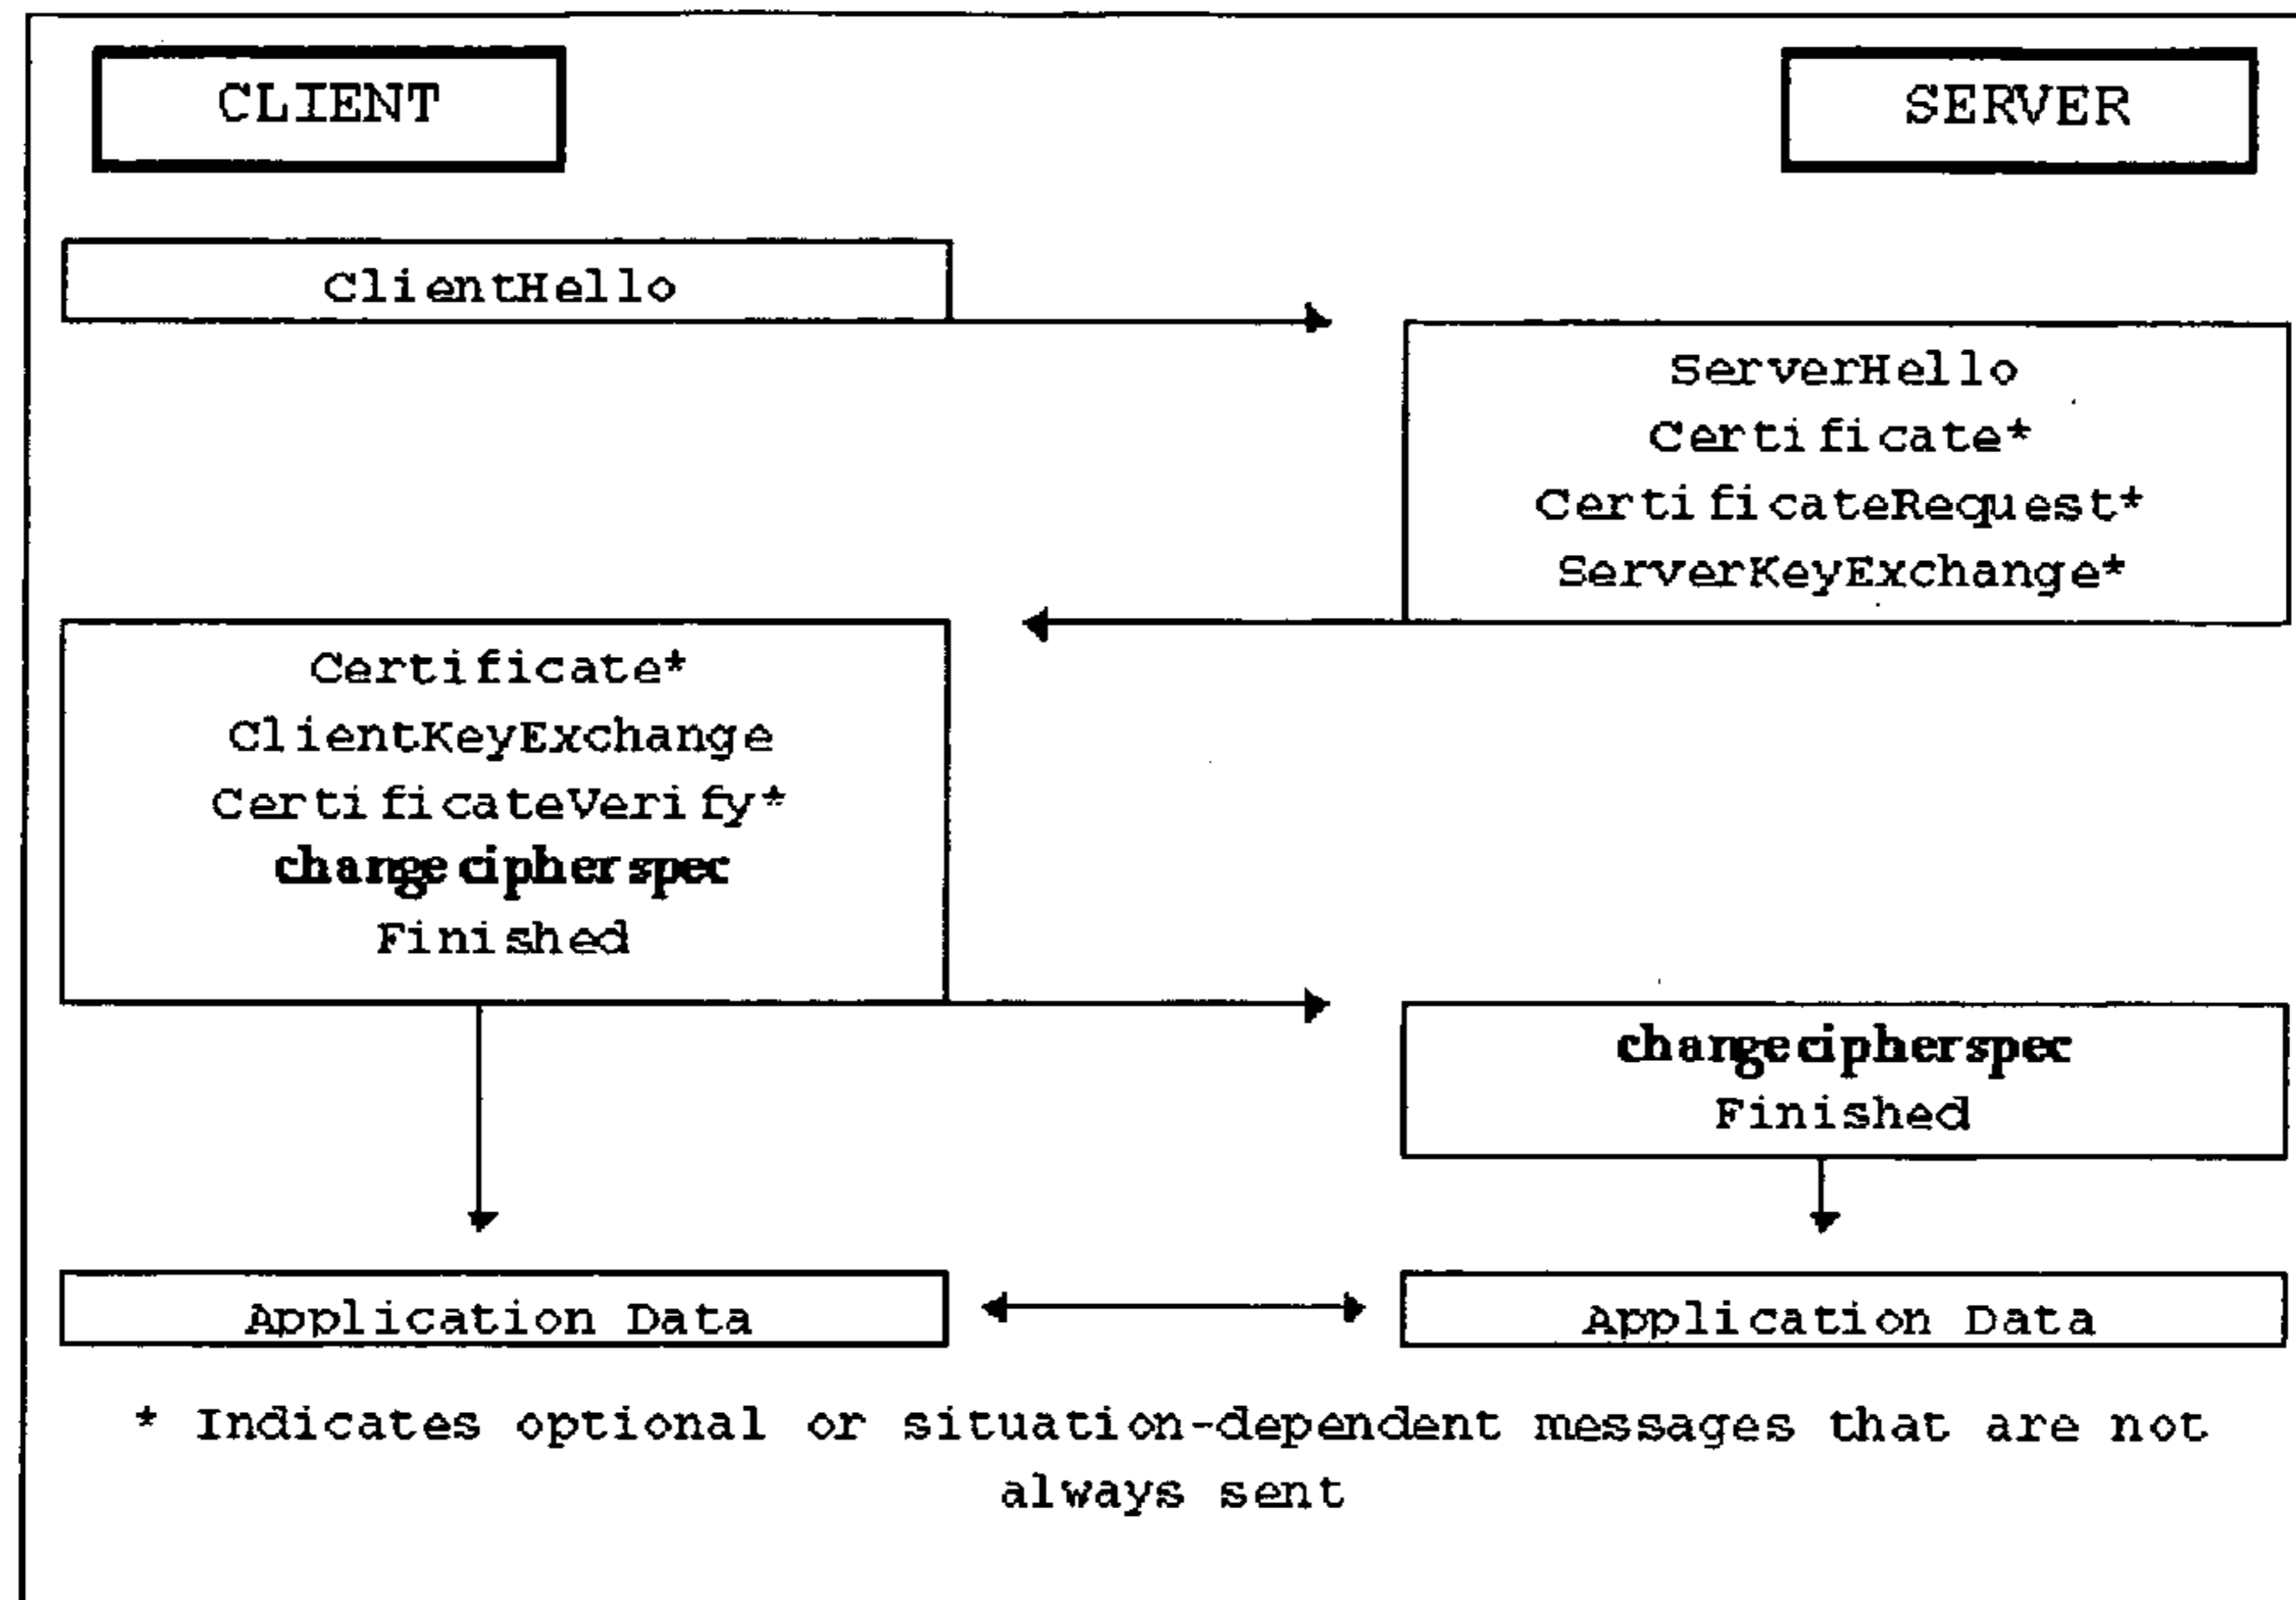 CLIENT
SERVER
ClientHello
ServerHello
Certificate*
CertificateRequest*
ServerKeyExchange*
Certificate*
ClientKeyExchange
CertificateVerify*
change cipher spec
Finished
change cipher spec
Finished
Application Data
Application Data
* Indicates optional or situation-dependent messages that are not
always sent